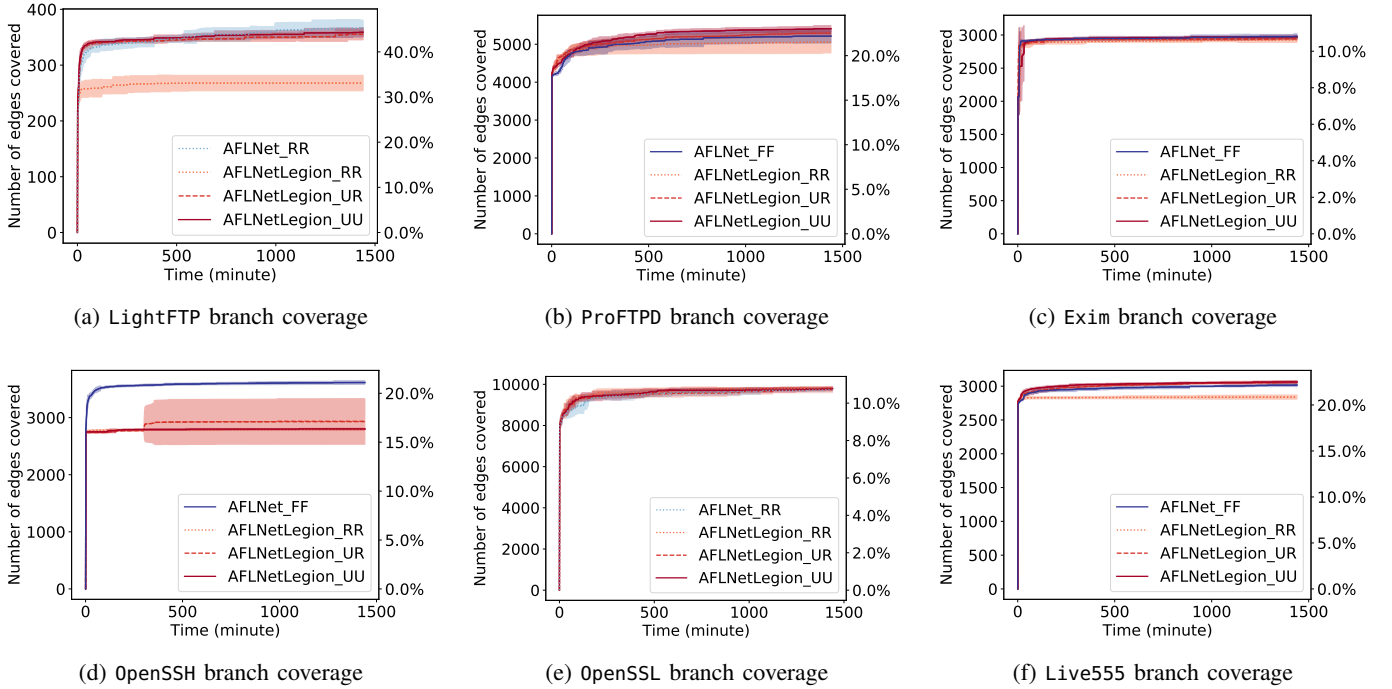 400
300
200
100
0
Number of edges covered
40.0%
30.0%
20.0%
10.0%
0.0%
AFLNet_RR
AFLNetLegion_RR
AFLNetLegion_UR
AFLNetLegion_UU
0 500 1000 1500
Time (minute)
(a) LightFTP branch coverage
5000
4000
3000
2000
1000
0
Number of edges covered
20.0%
15.0%
10.0%
5.0%
0.0%
AFLNet_FF
AFLNetLegion_RR
AFLNetLegion_UR
AFLNetLegion_UU
0 500 1000 1500
Time (minute)
(b) ProFTPD branch coverage
3000
2500
2000
1500
1000
500
0
Number of edges covered
10.0%
8.0%
6.0%
4.0%
2.0%
0.0%
AFLNet_FF
AFLNetLegion_RR
AFLNetLegion_UR
AFLNetLegion_UU
0 500 1000 1500
Time (minute)
(c) Exim branch coverage
3000
2000
1000
0
Number of edges covered
20.0%
15.0%
10.0%
5.0%
0.0%
AFLNet_FF
AFLNetLegion_RR
AFLNetLegion_UR
AFLNetLegion_UU
0 500 1000 1500
Time (minute)
(d) OpenSSH branch coverage
10000
8000
6000
4000
2000
0
Number of edges covered
10.0%
8.0%
6.0%
4.0%
2.0%
0.0%
AFLNet_RR
AFLNetLegion_RR
AFLNetLegion_UR
AFLNetLegion_UU
0 500 1000 1500
Time (minute)
(e) OpenSSL branch coverage
3000
2500
2000
1500
1000
500
0
Number of edges covered
20.0%
15.0%
10.0%
5.0%
0.0%
AFLNet_FF
AFLNetLegion_RR
AFLNetLegion_UR
AFLNetLegion_UU
0 500 1000 1500
Time (minute)
(f) Live555 branch coverage